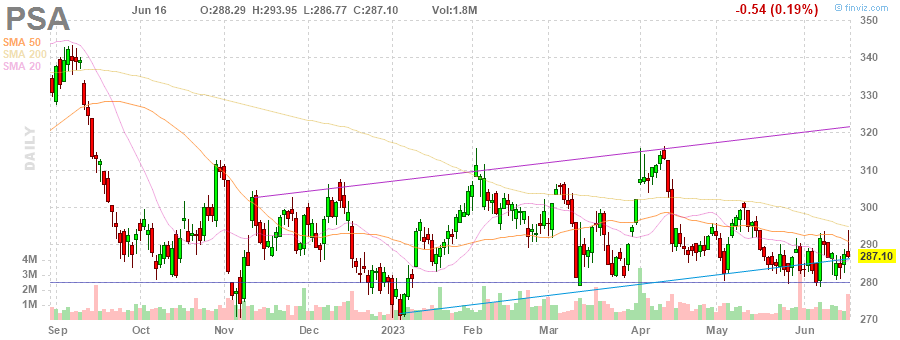 PSA Jun 16 O:288.29 H:293.95 L:286.77 C:287.10 Vol:1.8M -0.54 (0.19%) © finviz.com
SMA 50
SMA 200
SMA 20
DAILY
350
340
330
320
310
300
290
287.10
280
270
4M
3M
2M
1M
Sep Oct Nov Dec 2023 Feb Mar Apr May Jun